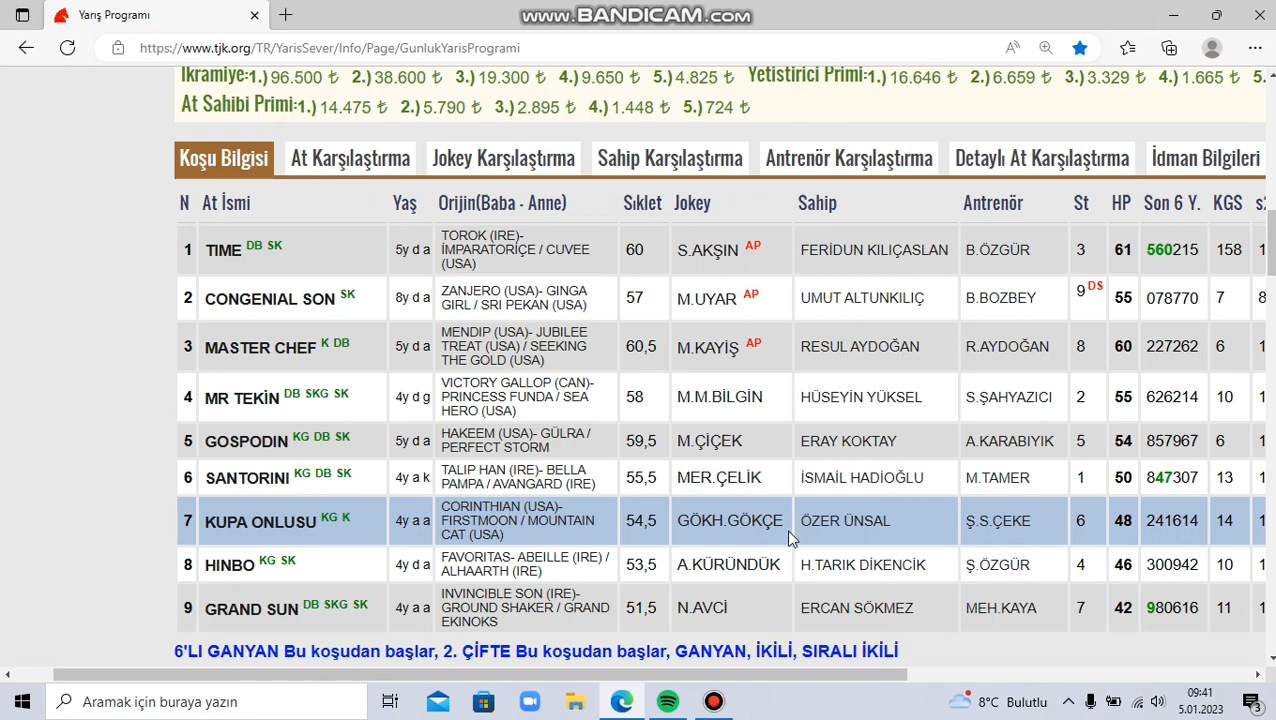 Yarış Programı
www.BANDICAM.com
https://www.tjk.org/TR/YarisSever/Info/Page/GunlukYarisProgrami
İkramiye:1.) 96.500 ₺ 2.) 38.600 ₺ 3.) 19.300 ₺ 4.) 9.650 ₺ 5.) 4.825 ₺ Yetistirici Primi:1.) 16.646 ₺ 2.) 6.659 ₺ 3.) 3.329 ₺ 4.) 1.665 ₺ 5.
At Sahibi Primi:1.) 14.475 ₺ 2.) 5.790 ₺ 3.) 2.895 ₺ 4.) 1.448 ₺ 5.) 724 ₺
Koşu Bilgisi At Karşılaştırma Jokey Karşılaştırma Sahip Karşılaştırma Antrenör Karşılaştırma Detaylı At Karşılaştırma İdman Bilgileri
N At İsmi Yaş Orijin(Baba - Anne) Sıklet Jokey Sahip Antrenör St HP Son 6 Y. KGS s2
1 TIME DB SK 5y d a TOROK (IRE)- İMPARATORİÇE / CUVEE (USA) 60 S.AKŞIN AP FERİDUN KILIÇASLAN B.ÖZGÜR 3 61 560215 158 1
2 CONGENIAL SON SK 8y d a ZANJERO (USA)- GINGA GIRL / SRI PEKAN (USA) 57 M.UYAR AP UMUT ALTUNKILIÇ B.BOZBEY 9 DS 55 078770 7 8
3 MASTER CHEF K DB 5y d a MENDIP (USA)- JUBILEE TREAT (USA) / SEEKING THE GOLD (USA) 60,5 M.KAYİŞ AP RESUL AYDOĞAN R.AYDOĞAN 8 60 227262 6 1
4 MR TEKİN DB SKG SK 4y d g VICTORY GALLOP (CAN)- PRINCESS FUNDA / SEA HERO (USA) 58 M.M.BİLGİN HÜSEYİN YÜKSEL S.ŞAHYAZICI 2 55 626214 10 1
5 GOSPODIN KG DB SK 5y d a HAKEEM (USA)- GÜLRA / PERFECT STORM 59,5 M.ÇİÇEK ERAY KOKTAY A.KARABIYIK 5 54 857967 6 1
6 SANTORINI KG DB SK 4y a k TALIP HAN (IRE)- BELLA PAMPA / AVANGARD (IRE) 55,5 MER.ÇELİK İSMAİL HADİOĞLU M.TAMER 1 50 847307 13 1
7 KUPA ONLUSU KG K 4y a a CORINTHIAN (USA)- FIRSTMOON / MOUNTAIN CAT (USA) 54,5 GÖKH.GÖKÇE ÖZER ÜNSAL Ş.S.ÇEKE 6 48 241614 14 1
8 HINBO KG SK 4y d a FAVORITAS- ABEILLE (IRE) / ALHAARTH (IRE) 53,5 A.KÜRÜNDÜK H.TARIK DİKENCİK Ş.ÖZGÜR 4 46 300942 10 1
9 GRAND SUN DB SKG SK 4y a a INVINCIBLE SON (IRE)- GROUND SHAKER / GRAND EKINOKS 51,5 N.AVCİ ERCAN SÖKMEZ MEH.KAYA 7 42 980616 11 1
6'LI GANYAN Bu koşudan başlar, 2. ÇİFTE Bu koşudan başlar, GANYAN, İKİLİ, SIRALI İKİLİ
Aramak için buraya yazın
8°C Bulutlu
09:41
5.01.2023
3